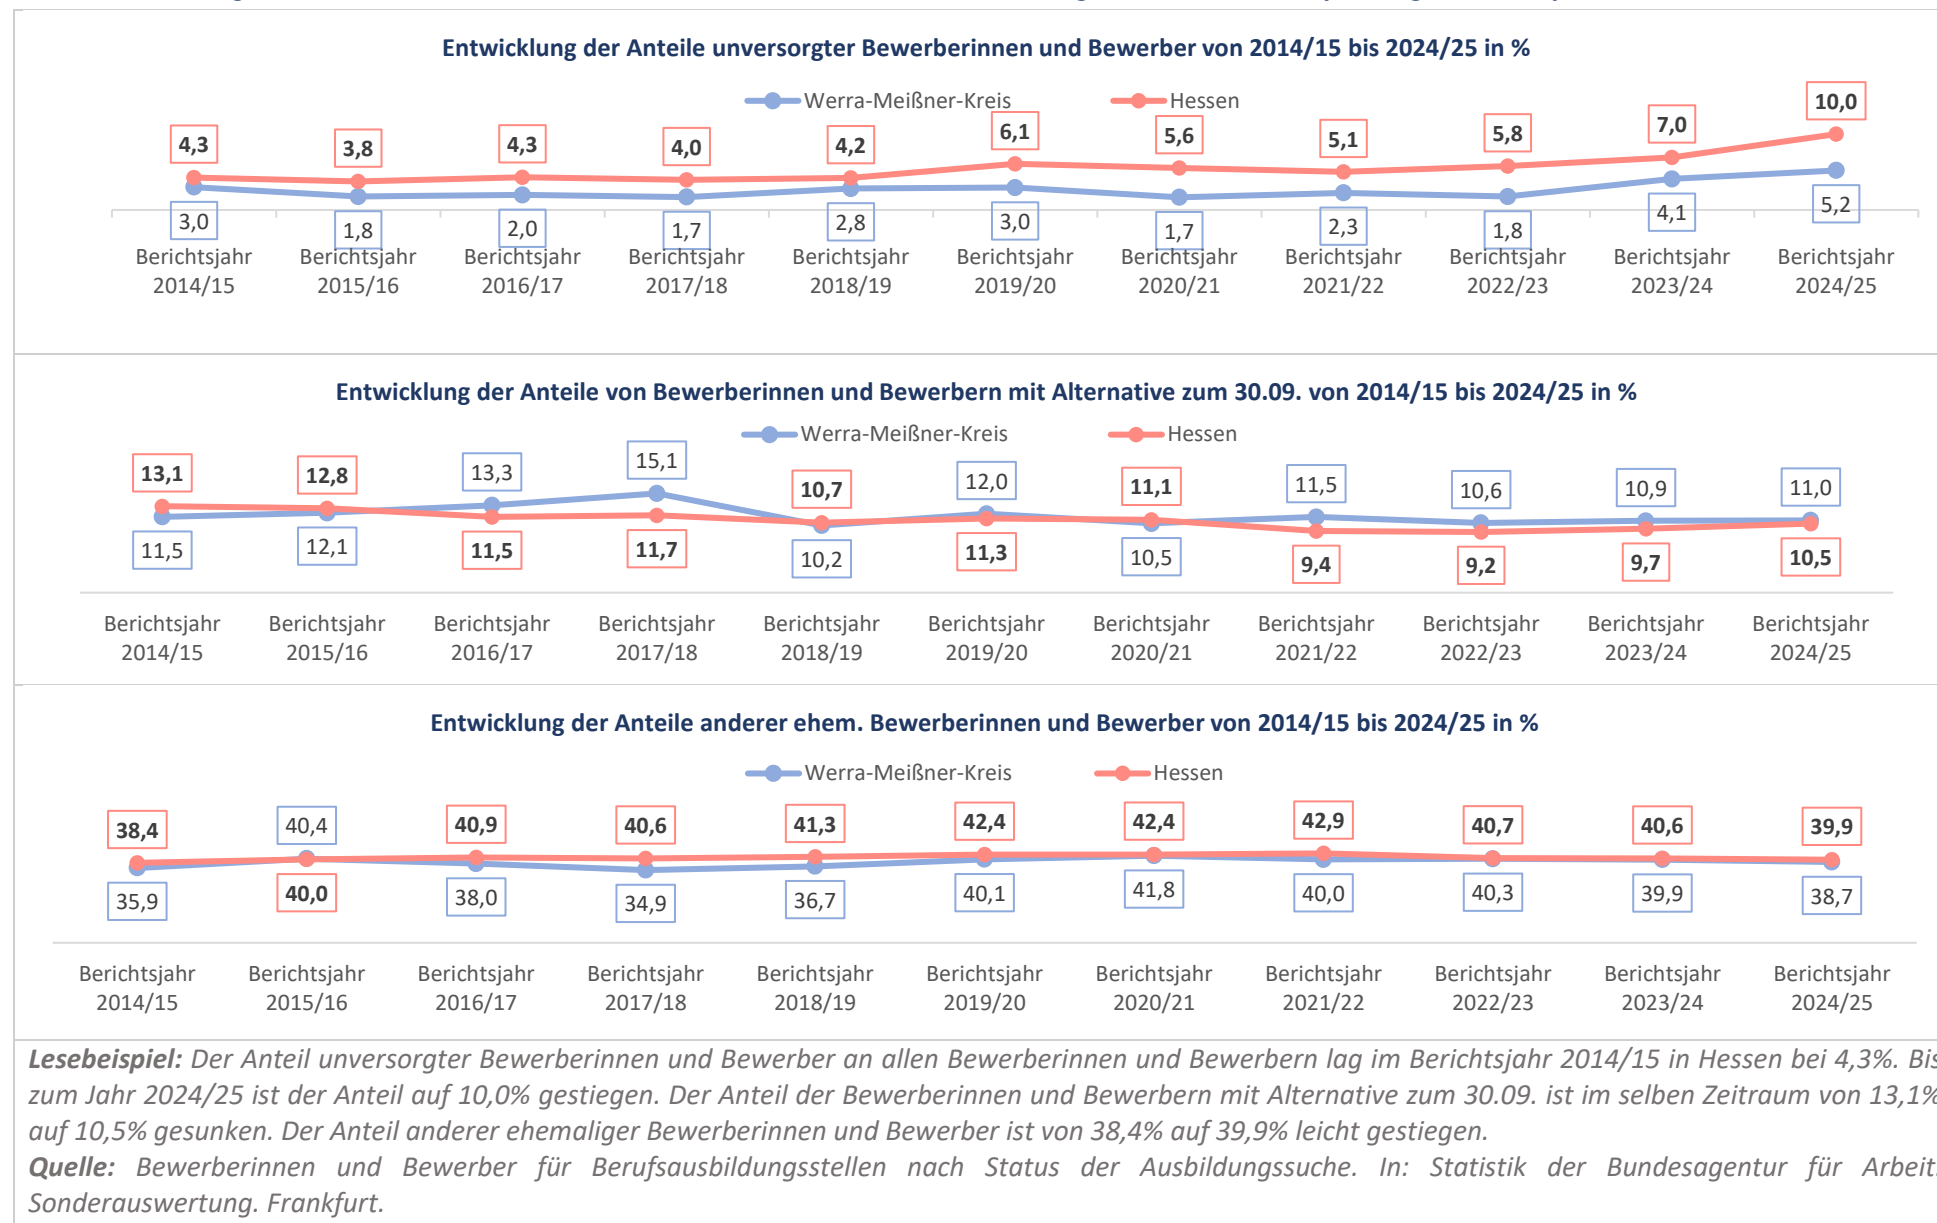 Entwicklung der Anteile unversorgter Bewerberinnen und Bewerber von 2014/15 bis 2024/25 in %
Werra-Meißner-Kreis Hessen
4,3 3,8 4,3 4,0 4,2 6,1 5,6 5,1 5,8 7,0 10,0
3,0 1,8 2,0 1,7 2,8 3,0 1,7 2,3 1,8 4,1 5,2
Berichtsjahr Berichtsjahr Berichtsjahr Berichtsjahr Berichtsjahr Berichtsjahr Berichtsjahr Berichtsjahr Berichtsjahr Berichtsjahr Berichtsjahr
2014/15 2015/16 2016/17 2017/18 2018/19 2019/20 2020/21 2021/22 2022/23 2023/24 2024/25
Entwicklung der Anteile von Bewerberinnen und Bewerbern mit Alternative zum 30.09. von 2014/15 bis 2024/25 in %
Werra-Meißner-Kreis Hessen
13,1 12,8 13,3 15,1 10,7 12,0 11,1 11,5 10,6 10,9 11,0
11,5 12,1 11,5 11,7 10,2 11,3 10,5 9,4 9,2 9,7 10,5
Berichtsjahr Berichtsjahr Berichtsjahr Berichtsjahr Berichtsjahr Berichtsjahr Berichtsjahr Berichtsjahr Berichtsjahr Berichtsjahr Berichtsjahr
2014/15 2015/16 2016/17 2017/18 2018/19 2019/20 2020/21 2021/22 2022/23 2023/24 2024/25
Entwicklung der Anteile anderer ehem. Bewerberinnen und Bewerber von 2014/15 bis 2024/25 in %
Werra-Meißner-Kreis Hessen
38,4 40,4 40,9 40,6 41,3 42,4 42,4 42,9 40,7 40,6 39,9
35,9 40,0 38,0 34,9 36,7 40,1 41,8 40,0 40,3 39,9 38,7
Berichtsjahr Berichtsjahr Berichtsjahr Berichtsjahr Berichtsjahr Berichtsjahr Berichtsjahr Berichtsjahr Berichtsjahr Berichtsjahr Berichtsjahr
2014/15 2015/16 2016/17 2017/18 2018/19 2019/20 2020/21 2021/22 2022/23 2023/24 2024/25
Lesebeispiel: Der Anteil unversorgter Bewerberinnen und Bewerber an allen Bewerberinnen und Bewerbern lag im Berichtsjahr 2014/15 in Hessen bei 4,3%. Bis
zum Jahr 2024/25 ist der Anteil auf 10,0% gestiegen. Der Anteil der Bewerberinnen und Bewerbern mit Alternative zum 30.09. ist im selben Zeitraum von 13,1%
auf 10,5% gesunken. Der Anteil anderer ehemaliger Bewerberinnen und Bewerber ist von 38,4% auf 39,9% leicht gestiegen.
Quelle: Bewerberinnen und Bewerber für Berufsausbildungsstellen nach Status der Ausbildungssuche. In: Statistik der Bundesagentur für Arbeit.
Sonderauswertung. Frankfurt.